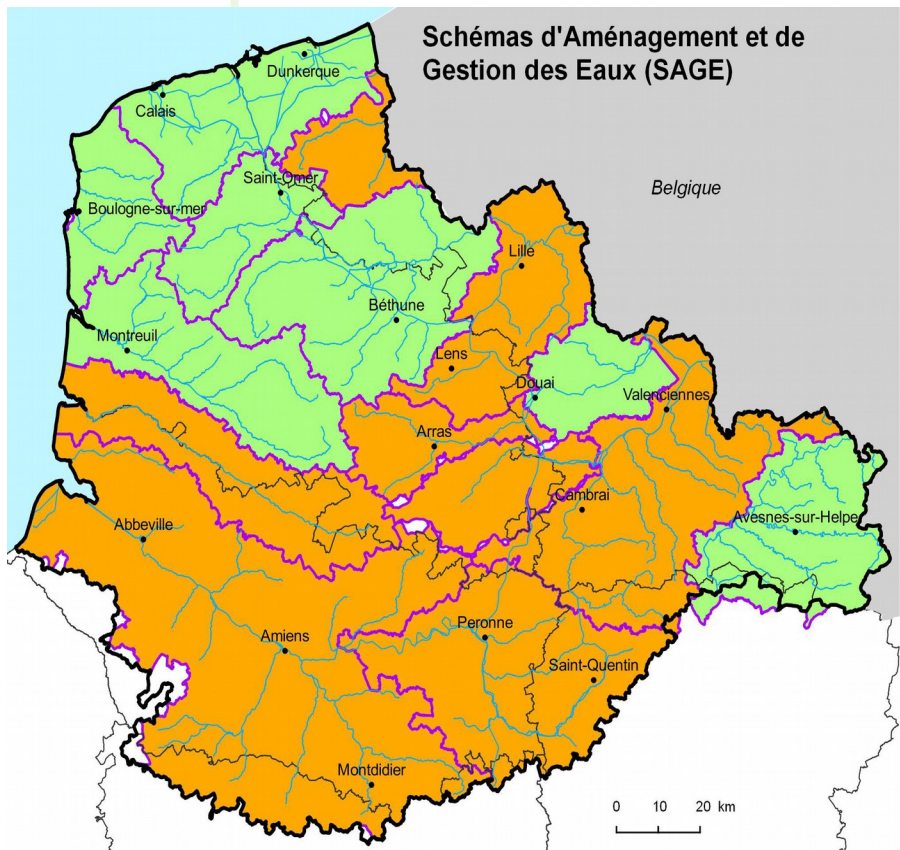 Schémas d'Aménagement et de
Gestion des Eaux (SAGE)
Dunkerque
Calais
Saint-Omer
Belgique
Boulogne-sur-mer
Lille
Béthune
Montreuil
Lens
Douai
Valenciennes
Arras
Cambrai
Abbeville
Avesnes-sur-Helpe
Amiens
Peronne
Saint-Quentin
Montdidier
0 10 20 km